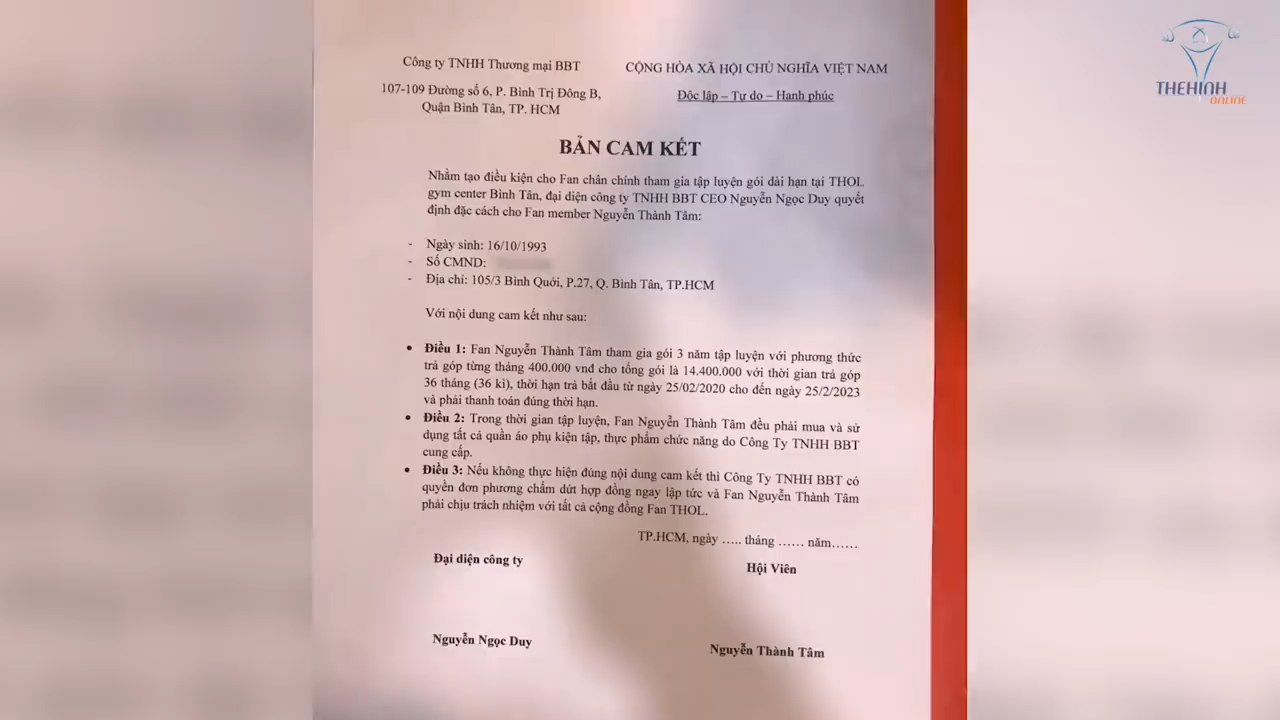 Công ty TNHH Thương mại BBT
107-109 Đường số 6, P. Bình Trị Đông B,
Quận Bình Tân, TP. HCM
CỘNG HÒA XÃ HỘI CHỦ NGHĨA VIỆT NAM
Độc lập – Tự do – Hanh phúc
BẢN CAM KẾT
Nhằm tạo điều kiện cho Fan chân chính tham gia tập luyện gói dài hạn tại THOL
gym center Bình Tân, đại diện công ty TNHH BBT CEO Nguyễn Ngọc Duy quyết
định đặc cách cho Fan member Nguyễn Thành Tâm:
- Ngày sinh: 16/10/1993
- Số CMND:
- Địa chỉ: 105/3 Bình Quới, P.27, Q. Bình Tân, TP.HCM
Với nội dung cam kết như sau:
• Điều 1: Fan Nguyễn Thành Tâm tham gia gói 3 năm tập luyện với phương thức
trả góp từng tháng 400.000 vnđ cho tổng gói là 14.400.000 với thời gian trả góp
36 tháng (36 kì), thời hạn trả bắt đầu từ ngày 25/02/2020 cho đến ngày 25/2/2023
và phải thanh toán đúng thời hạn.
• Điều 2: Trong thời gian tập luyện, Fan Nguyễn Thành Tâm đều phải mua và sử
dụng tất cả quần áo phụ kiện tập, thực phẩm chức năng do Công Ty TNHH BBT
cung cấp.
• Điều 3: Nếu không thực hiện đúng nội dung cam kết thì Công Ty TNHH BBT có
quyền đơn phương chấm dứt hợp đồng ngay lập tức và Fan Nguyễn Thành Tâm
phải chịu trách nhiệm với tất cả cộng đồng Fan THOL.
TP.HCM, ngày ..... tháng ...... năm......
Đại diện công ty
Hội Viên
Nguyễn Ngọc Duy
Nguyễn Thành Tâm
THEHINH
ONLINE